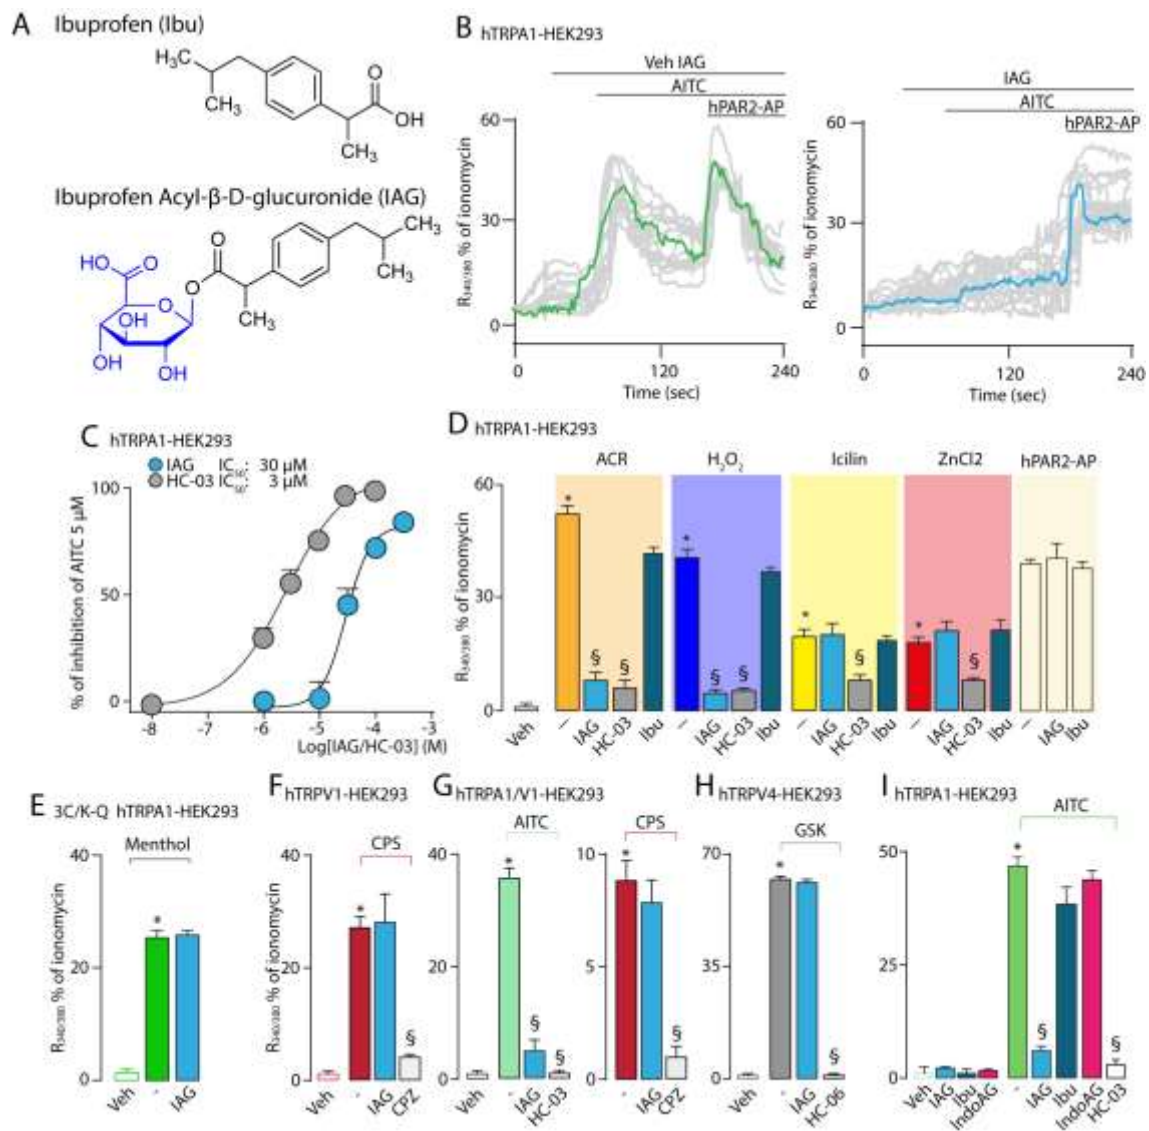 A
Ibuprofen (Ibu)
H₃C
CH₃
O
OH
CH₃
Ibuprofen Acyl-β-D-glucuronide (IAG)
HO
O
O
O
O
OH
HO
OH
OH
CH₃
CH₃
CH₃
B hTRPA1-HEK293
Veh IAG
AITC
hPAR2-AP
60
30
0
R340/380 % of ionomycin
0 120 240
Time (sec)
IAG
AITC
hPAR2-AP
60
30
0
R340/380 % of ionomycin
0 120 240
Time (sec)
C hTRPA1-HEK293
IAG IC50: 30 μM
HC-03 IC50: 3 μM
100
50
0
% of inhibition of AITC 5 μM
-8 -7 -6 -5 -4 -3
Log[IAG/HC-03] (M)
D hTRPA1-HEK293
ACR H₂O₂ Icilin ZnCl2 hPAR2-AP
60
30
0
R340/380 % of ionomycin
* § § * § § * § * §
Veh – IAG HC-03 Ibu – IAG HC-03 Ibu – IAG HC-03 Ibu – IAG HC-03 Ibu – IAG Ibu
E 3C/K-Q hTRPA1-HEK293
Menthol
40
20
0
R340/380 % of ionomycin
*
Veh - IAG
F hTRPV1-HEK293
CPS
40
20
0
* §
Veh - IAG CPZ
G hTRPA1/V1-HEK293
AITC
40
20
0
* § §
Veh - IAG HC-03
CPS
10
5
0
* §
- IAG CPZ
H hTRPV4-HEK293
GSK
70
35
0
* §
Veh - IAG HC-06
I hTRPA1-HEK293
AITC
50
25
0
* § §
Veh IAG Ibu IndoAG - IAG Ibu IndoAG HC-03